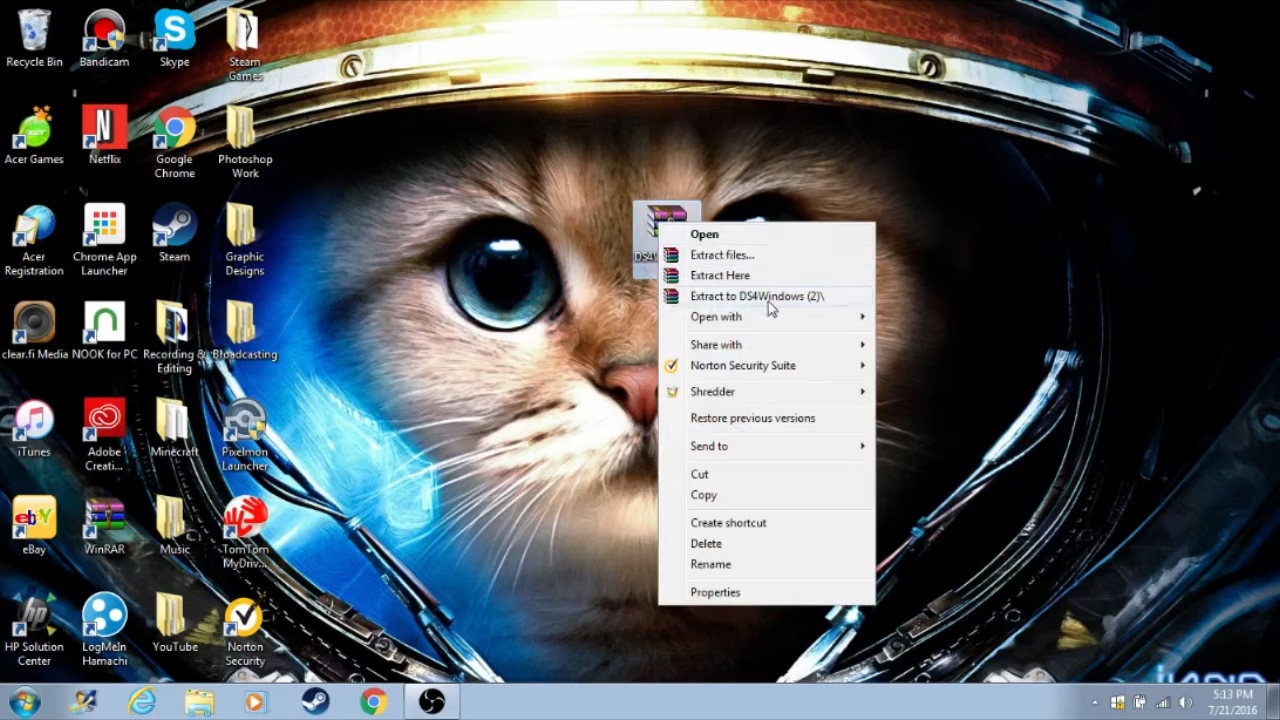 Recycle Bin
Bandicam
Skype
Steam
Games
Acer Games
Netflix
Google
Chrome
Photoshop
Work
Acer
Registration
Chrome App
Launcher
Steam
Graphic
Designs
clear.fi Media
NOOK for PC
Recording &
Editing
Broadcasting
iTunes
Adobe
Creati...
Minecraft
Pixelmon
Launcher
eBay
WinRAR
Music
TomTom
MyDriv...
HP Solution
Center
LogMeIn
Hamachi
YouTube
Norton
Security
Open
Extract files...
Extract Here
Extract to DS4Windows (2)\
Open with
Share with
Norton Security Suite
Shredder
Restore previous versions
Send to
Cut
Copy
Create shortcut
Delete
Rename
Properties
5:13 PM
7/21/2016